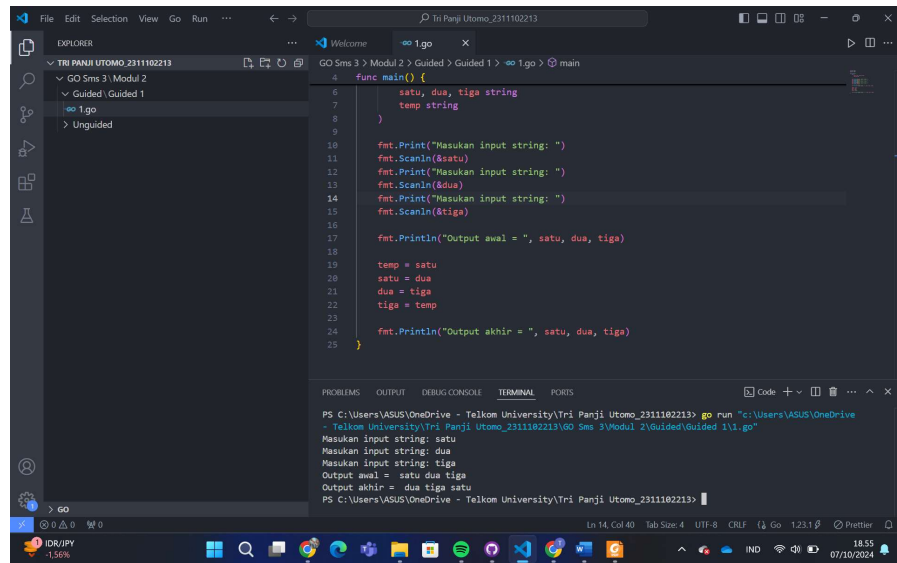 File Edit Selection View Go Run ··· Tri Panji Utomo_2311102213
EXPLORER ···
TRI PANJI UTOMO_2311102213
GO Sms 3 \ Modul 2
Guided \ Guided 1
1.go
Unguided
GO
Welcome 1.go
GO Sms 3 > Modul 2 > Guided > Guided 1 > 1.go > main
4 func main() {
6 satu, dua, tiga string
7 temp string
8 )
9
10 fmt.Print("Masukan input string: ")
11 fmt.Scanln(&satu)
12 fmt.Print("Masukan input string: ")
13 fmt.Scanln(&dua)
14 fmt.Print("Masukan input string: ")
15 fmt.Scanln(&tiga)
16
17 fmt.Println("Output awal = ", satu, dua, tiga)
18
19 temp = satu
20 satu = dua
21 dua = tiga
22 tiga = temp
23
24 fmt.Println("Output akhir = ", satu, dua, tiga)
25 }
PROBLEMS OUTPUT DEBUG CONSOLE TERMINAL PORTS Code
PS C:\Users\ASUS\OneDrive - Telkom University\Tri Panji Utomo_2311102213> go run "c:\Users\ASUS\OneDrive
- Telkom University\Tri Panji Utomo_2311102213\GO Sms 3\Modul 2\Guided\Guided 1\1.go"
Masukan input string: satu
Masukan input string: dua
Masukan input string: tiga
Output awal =  satu dua tiga
Output akhir =  dua tiga satu
PS C:\Users\ASUS\OneDrive - Telkom University\Tri Panji Utomo_2311102213>
0 0 0 Ln 14, Col 40 Tab Size: 4 UTF-8 CRLF Go 1.23.1 Prettier
1 IDR/JPY
-1,56%
IND 18.55
07/10/2024